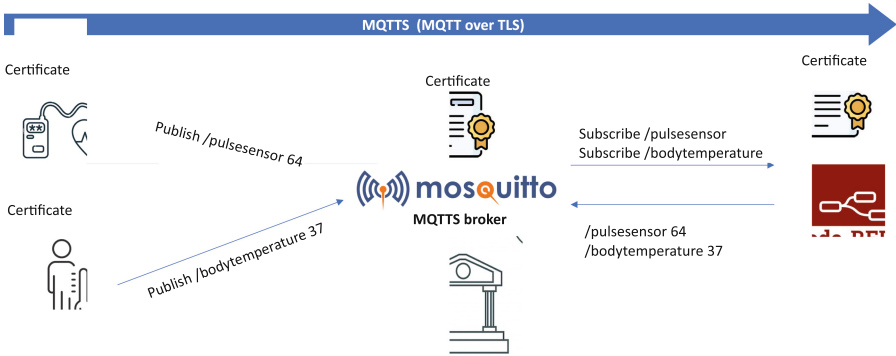 MQTTS (MQTT over TLS)
Certificate
Certificate
Certificate
Publish /pulsesensor 64
Subscribe /pulsesensor
Subscribe /bodytemperature
mosquitto
MQTTS broker
Certificate
Publish /bodytemperature 37
/pulsesensor 64
/bodytemperature 37